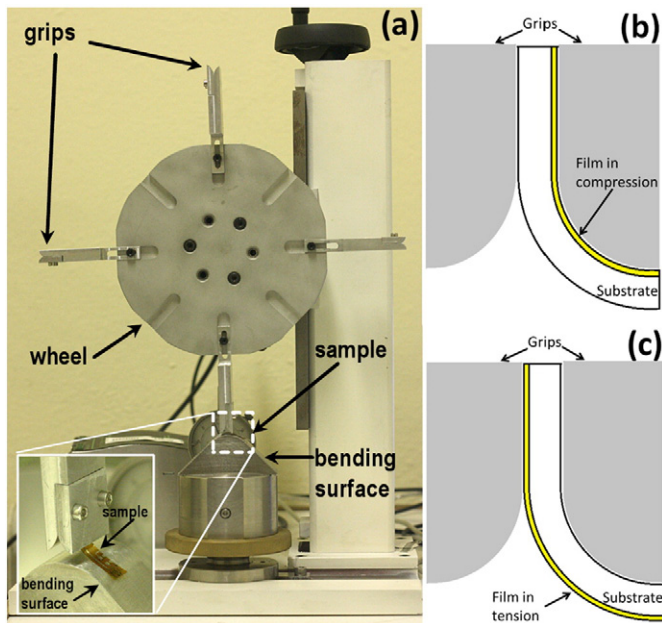 (a)
grips
wheel
sample
bending
surface
sample
bending
surface
Grips
(b)
Film in
compression
Substrate
Grips
(c)
Substrate
Film in
tension